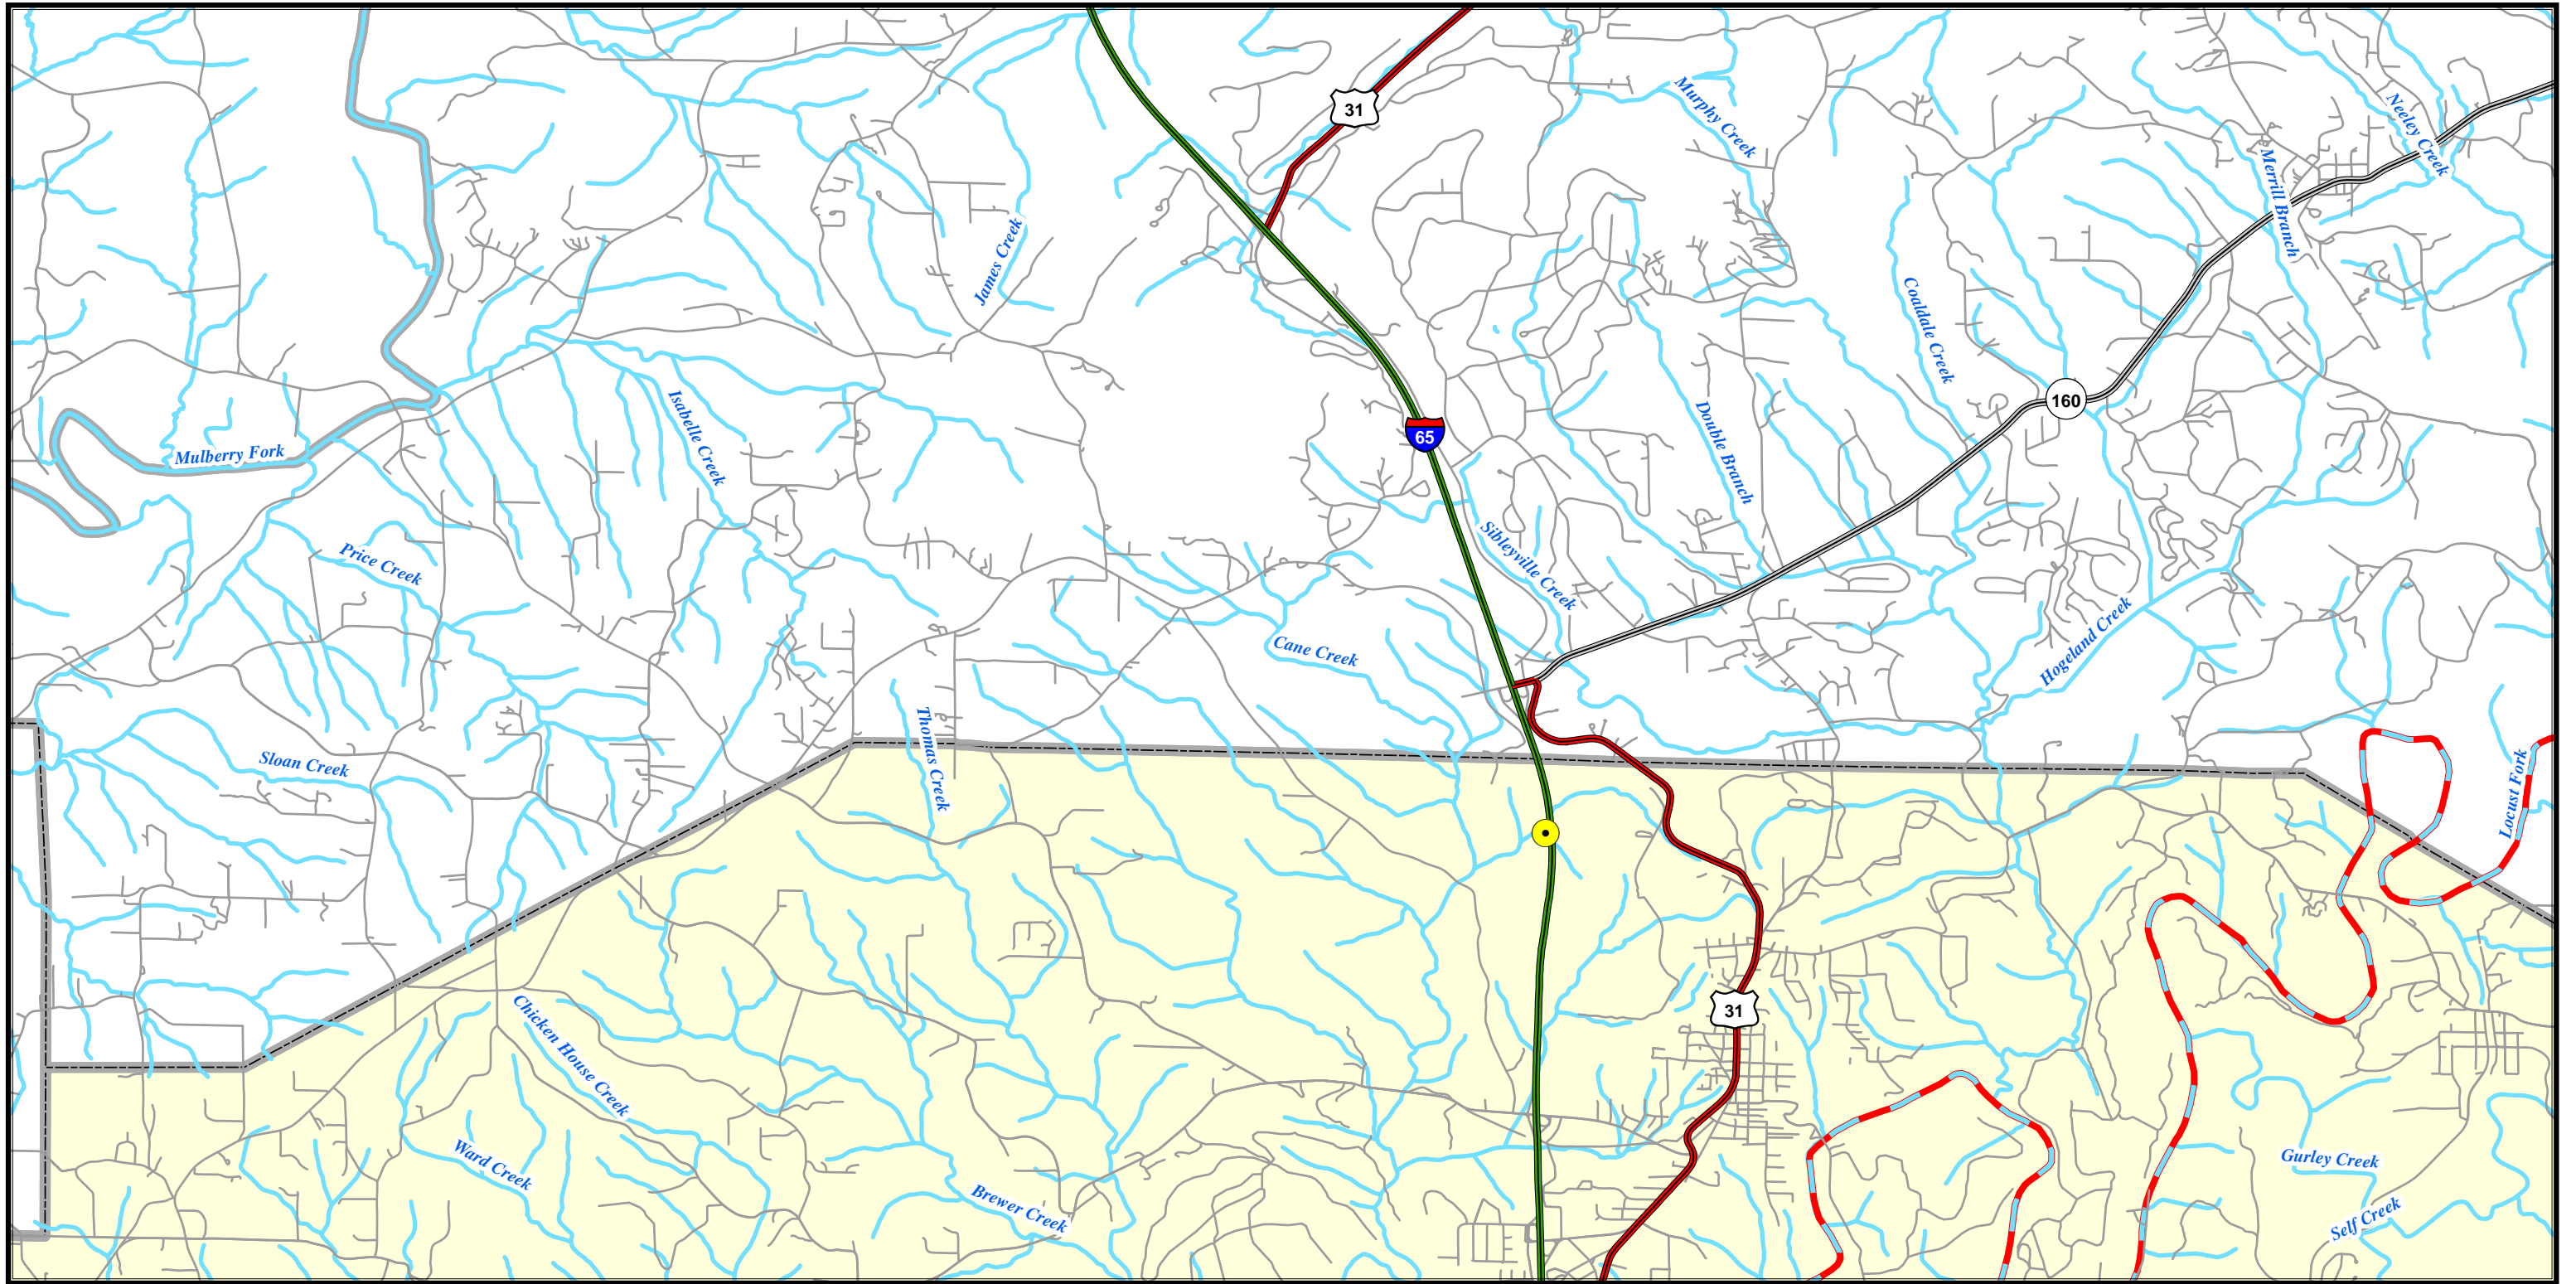 31
Murphy Creek
Neeley Creek
Merrill Branch
James Creek
Coaldale Creek
160
Isabelle Creek
65
Double Branch
Mulberry Fork
Sibleyville Creek
Price Creek
Hogeland Creek
Cane Creek
Thomas Creek
Sloan Creek
Locust Fork
31
Chicken House Creek
Ward Creek
Gurley Creek
Brewer Creek
Self Creek